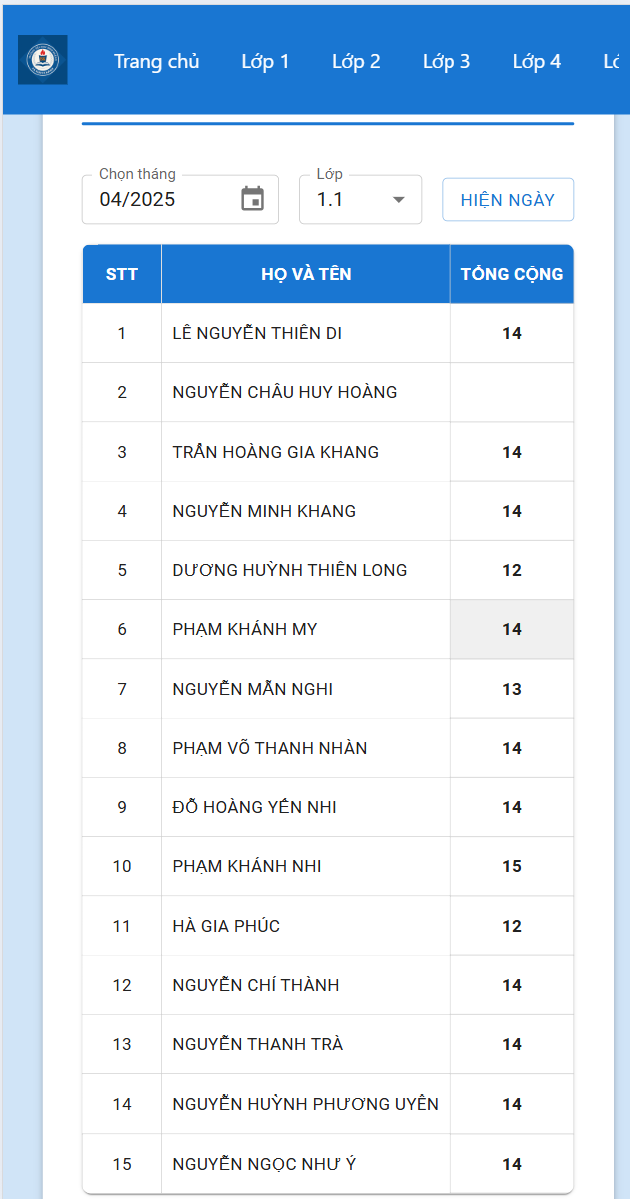 Trang chủ Lớp 1 Lớp 2 Lớp 3 Lớp 4
Chọn tháng Lớp
04/2025 1.1 HIỆN NGÀY
STT HỌ VÀ TÊN TỔNG CỘNG
1 LÊ NGUYỄN THIÊN DI 14
2 NGUYỄN CHÂU HUY HOÀNG
3 TRẦN HOÀNG GIA KHANG 14
4 NGUYỄN MINH KHANG 14
5 DƯƠNG HUỲNH THIÊN LONG 12
6 PHẠM KHÁNH MY 14
7 NGUYỄN MẪN NGHI 13
8 PHẠM VÕ THANH NHÀN 14
9 ĐỖ HOÀNG YẾN NHI 14
10 PHẠM KHÁNH NHI 15
11 HÀ GIA PHÚC 12
12 NGUYỄN CHÍ THÀNH 14
13 NGUYỄN THANH TRÀ 14
14 NGUYỄN HUỲNH PHƯƠNG UYÊN 14
15 NGUYỄN NGỌC NHƯ Ý 14